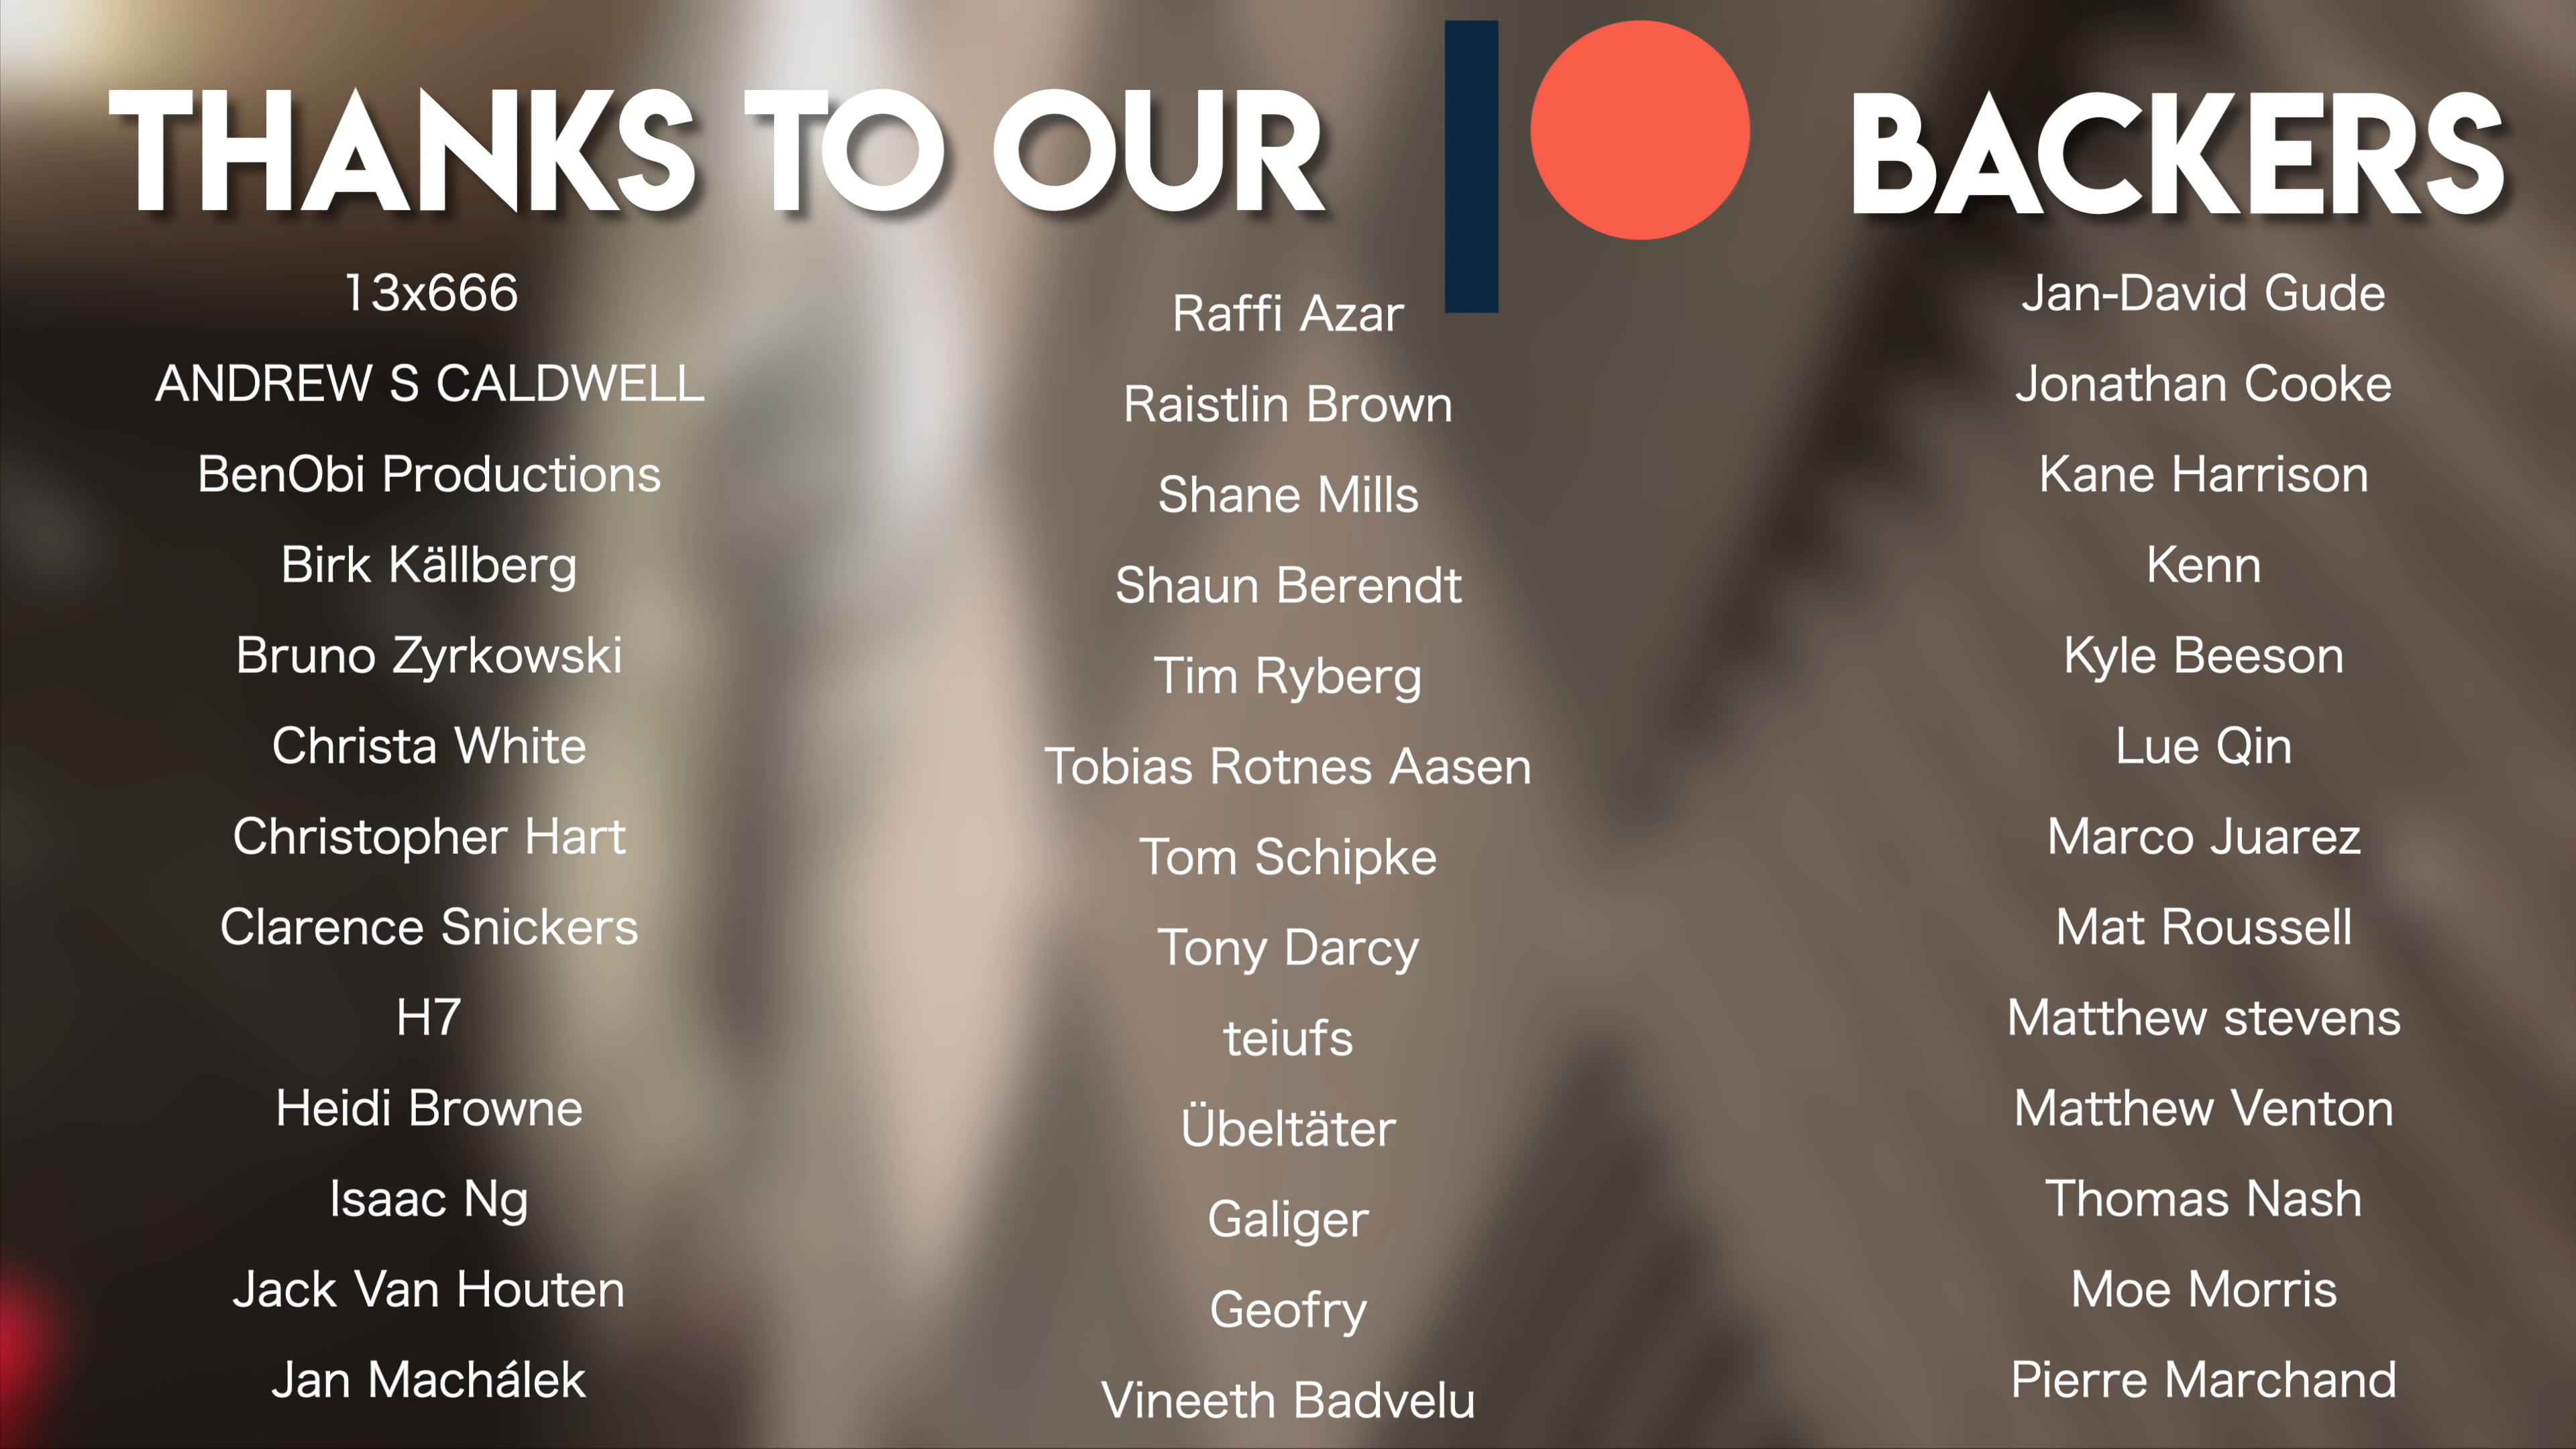 THANKS TO OUR BACKERS
13x666
ANDREW S CALDWELL
BenObi Productions
Birk Källberg
Bruno Zyrkowski
Christa White
Christopher Hart
Clarence Snickers
H7
Heidi Browne
Isaac Ng
Jack Van Houten
Jan Machálek
Raffi Azar
Raistlin Brown
Shane Mills
Shaun Berendt
Tim Ryberg
Tobias Rotnes Aasen
Tom Schipke
Tony Darcy
teiufs
Übeltäter
Galiger
Geofry
Vineeth Badvelu
Jan-David Gude
Jonathan Cooke
Kane Harrison
Kenn
Kyle Beeson
Lue Qin
Marco Juarez
Mat Roussell
Matthew stevens
Matthew Venton
Thomas Nash
Moe Morris
Pierre Marchand